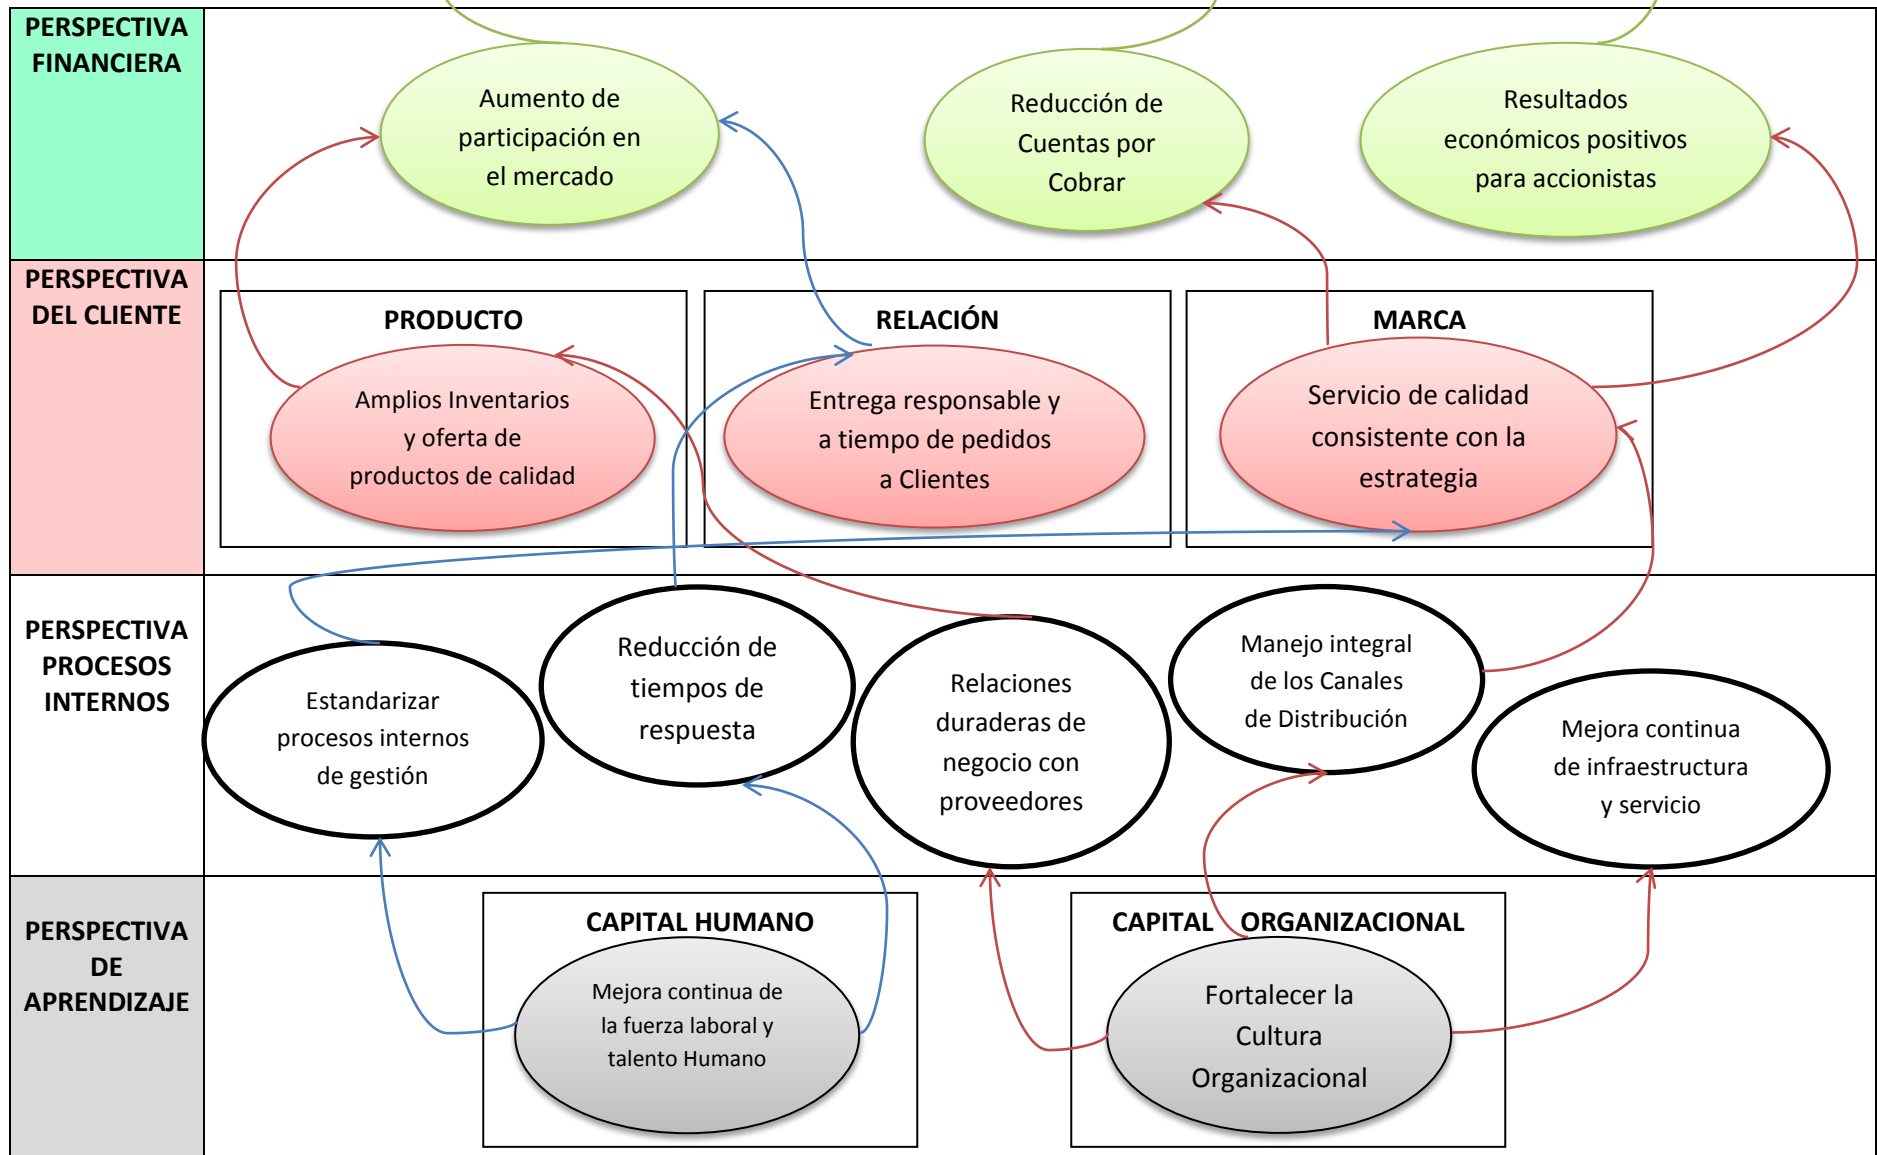 PERSPECTIVA
FINANCIERA
Aumento de
participación en
el mercado
Reducción de
Cuentas por
Cobrar
Resultados
económicos positivos
para accionistas
PERSPECTIVA
DEL CLIENTE
PRODUCTO
Amplios Inventarios
y oferta de
productos de calidad
RELACIÓN
Entrega responsable y
a tiempo de pedidos
a Clientes
MARCA
Servicio de calidad
consistente con la
estrategia
PERSPECTIVA
PROCESOS
INTERNOS
Estandarizar
procesos internos
de gestión
Reducción de
tiempos de
respuesta
Relaciones
duraderas de
negocio con
proveedores
Manejo integral
de los Canales
de Distribución
Mejora continua
de infraestructura
y servicio
PERSPECTIVA
DE
APRENDIZAJE
CAPITAL HUMANO
Mejora continua de
la fuerza laboral y
talento Humano
CAPITAL ORGANIZACIONAL
Fortalecer la
Cultura
Organizacional